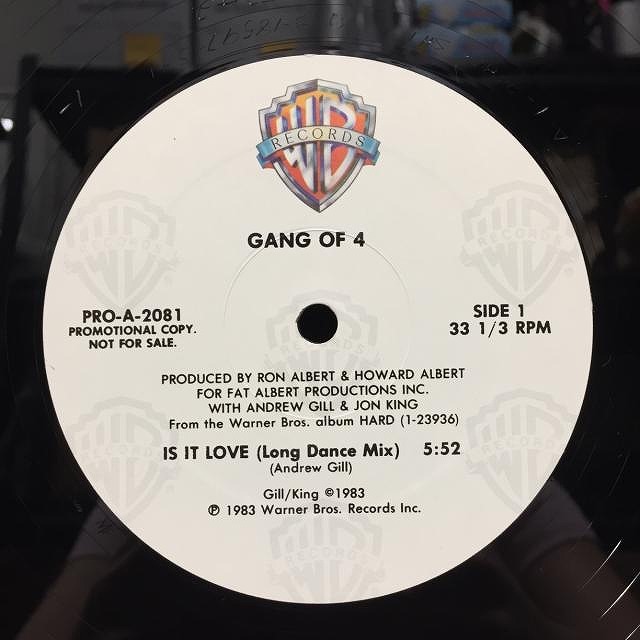 WB
RECORDS
GANG OF 4
PRO-A-2081
PROMOTIONAL COPY.
NOT FOR SALE.
SIDE 1
33 1/3 RPM
PRODUCED BY RON ALBERT & HOWARD ALBERT
FOR FAT ALBERT PRODUCTIONS INC.
WITH ANDREW GILL & JON KING
From the Warner Bros. album HARD (1-23936)
IS IT LOVE (Long Dance Mix) 5:52
(Andrew Gill)
Gill/King ©1983
℗ 1983 Warner Bros. Records Inc.